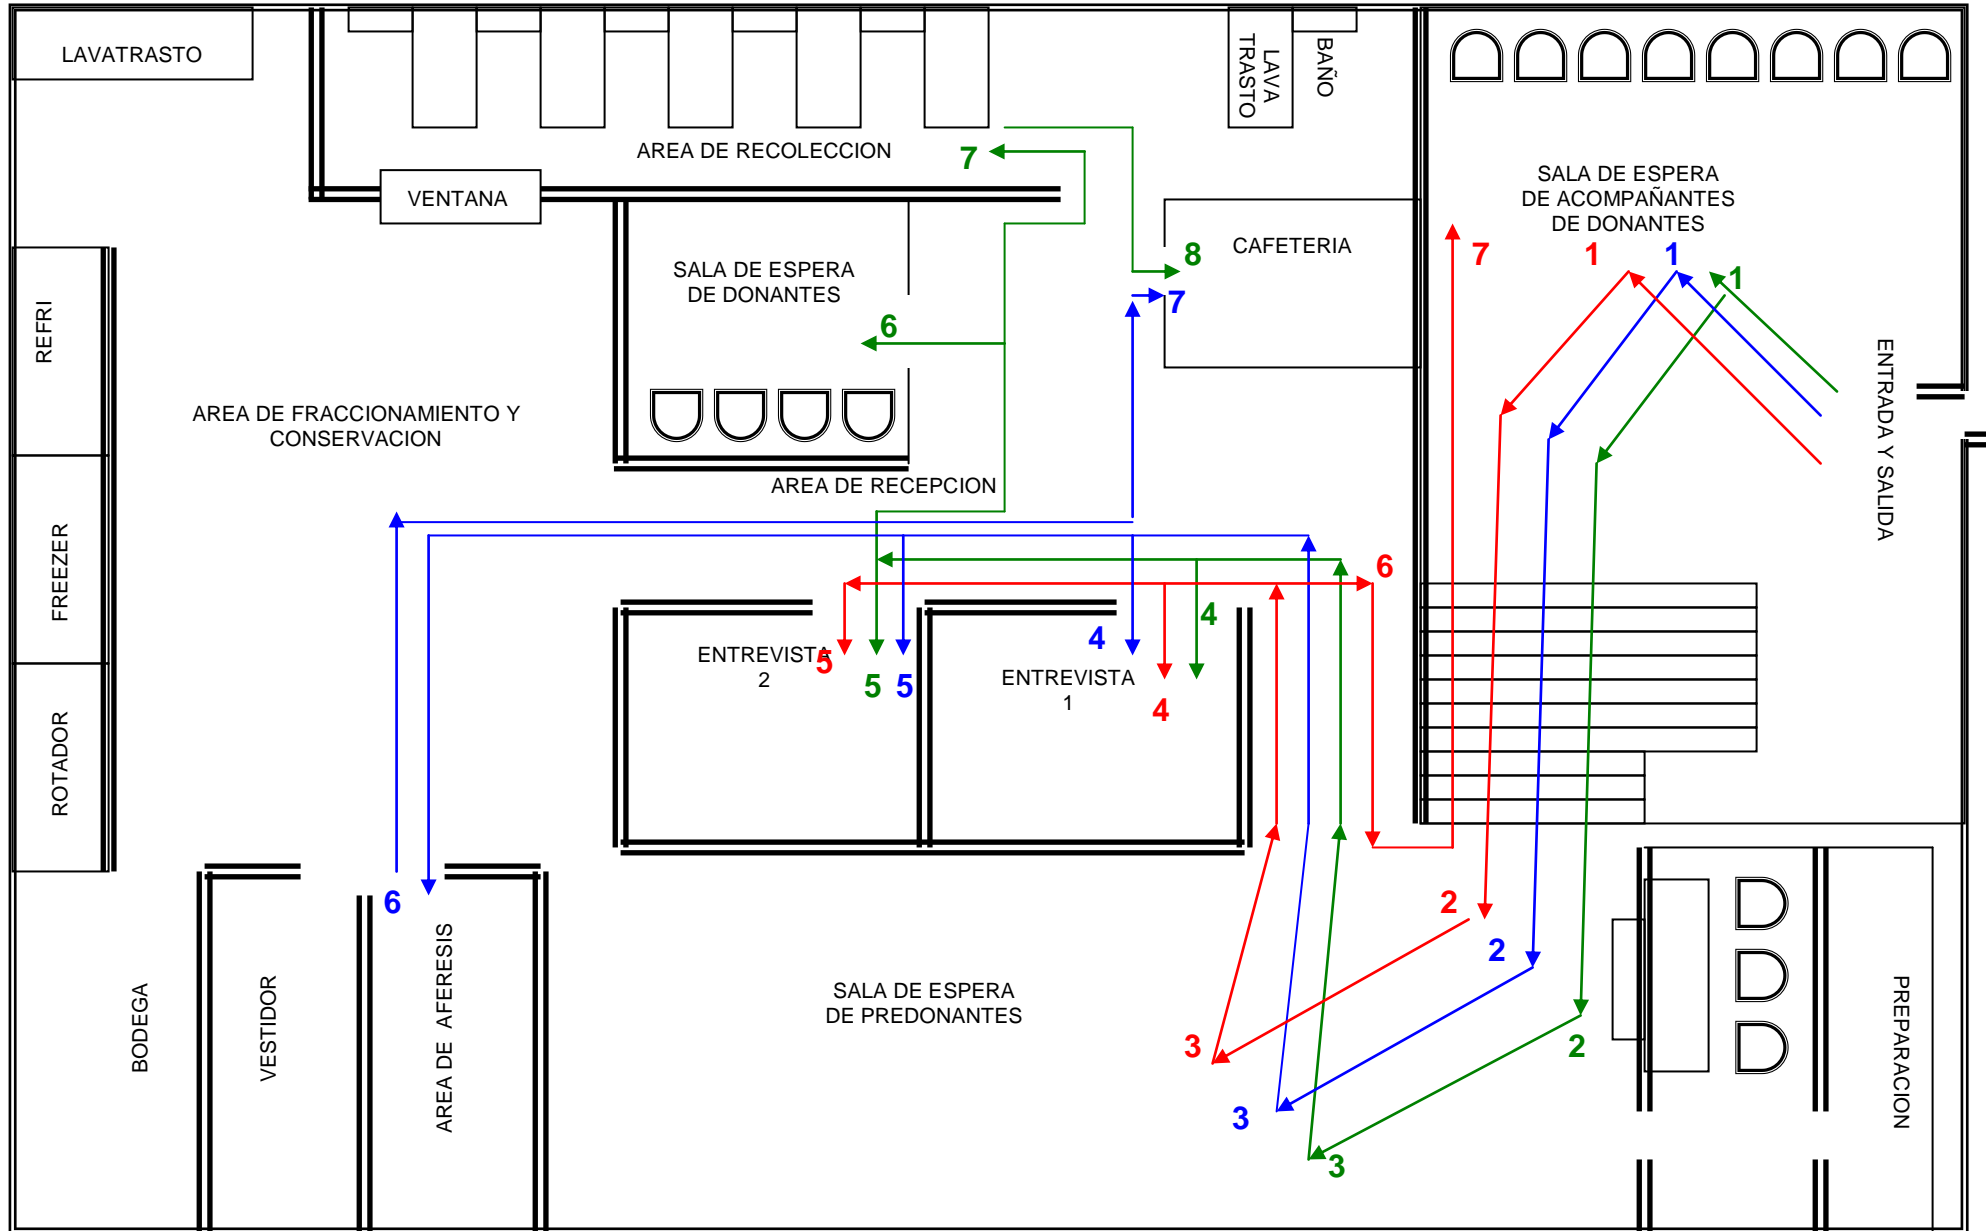 LAVATRASTO
LAVA
TRASTO
BAÑO
AREA DE RECOLECCION
7
VENTANA
SALA DE ESPERA
DE ACOMPAÑANTES
DE DONANTES
CAFETERIA
8
7
7
1
1
1
SALA DE ESPERA
DE DONANTES
6
REFRI
ENTRADA Y SALIDA
AREA DE FRACCIONAMIENTO Y
CONSERVACION
AREA DE RECEPCION
FREEZER
6
4
4
ENTREVISTA
2
5
5
5
ENTREVISTA
1
4
ROTADOR
6
2
2
2
AREA DE AFERESIS
VESTIDOR
BODEGA
SALA DE ESPERA
DE PREDONANTES
3
3
3
PREPARACION